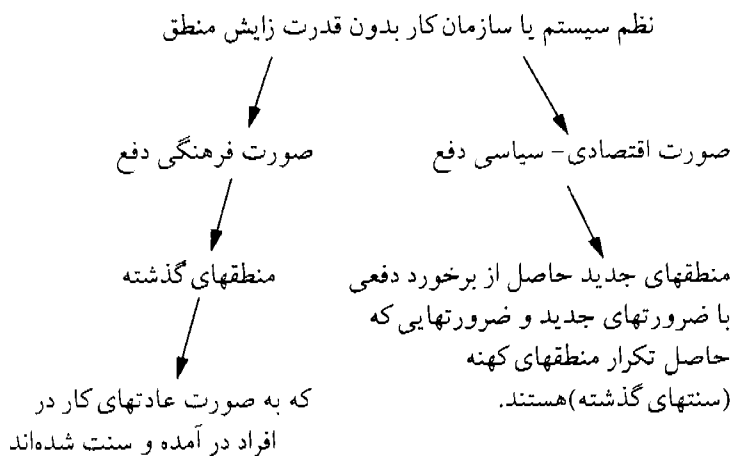 نظم سیستم یا سازمان کار بدون قدرت زایش منطق
صورت اقتصادی- سیاسی دفع
صورت فرهنگی دفع
منطقهای جدید حاصل از برخورد دفعی
با ضرورتهای جدید و ضرورتهایی که
حاصل تکرار منطقهای کهنه
(سنتهای گذشته)هستند.
منطقهای گذشته
که به صورت عادتهای کار در
افراد در آمده و سنت شده‌اند